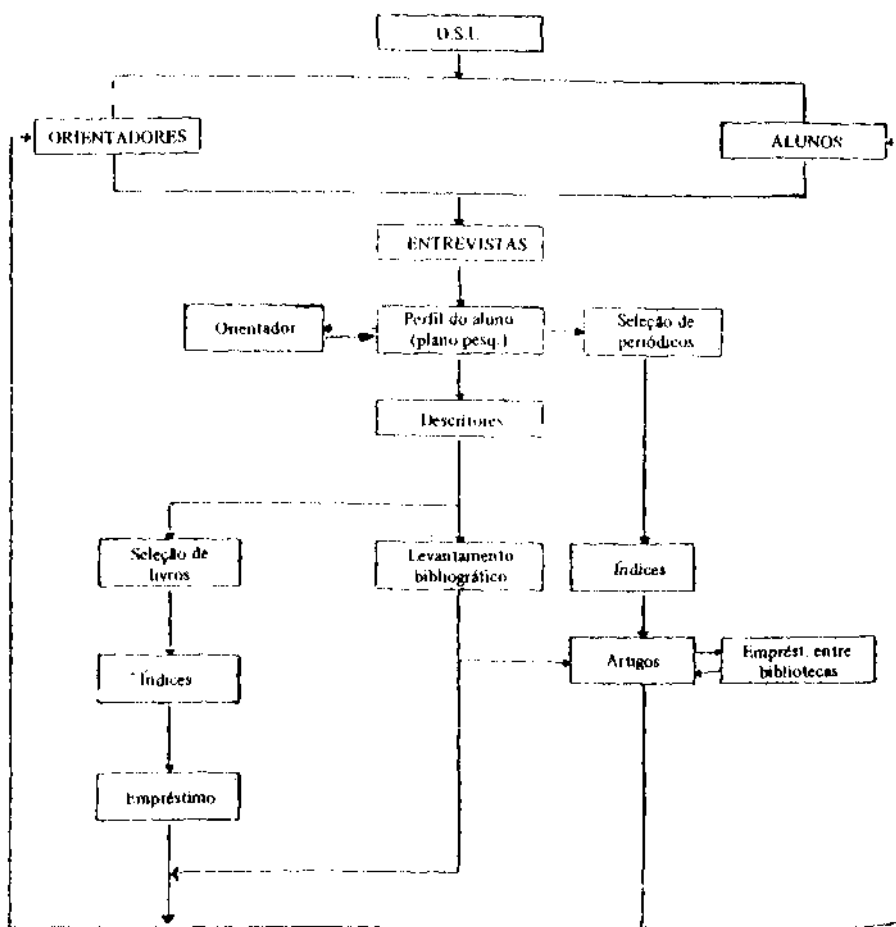 D.S.I.
ORIENTADORES
ALUNOS
ENTREVISTAS
Orientador
Perfil do aluno
(plano pesq.)
Seleção de
periódicos
Descritores
Seleção de
livros
Levantamento
bibliográfico
Índices
Artigos
Emprést. entre
bibliotecas
Índices
Empréstimo